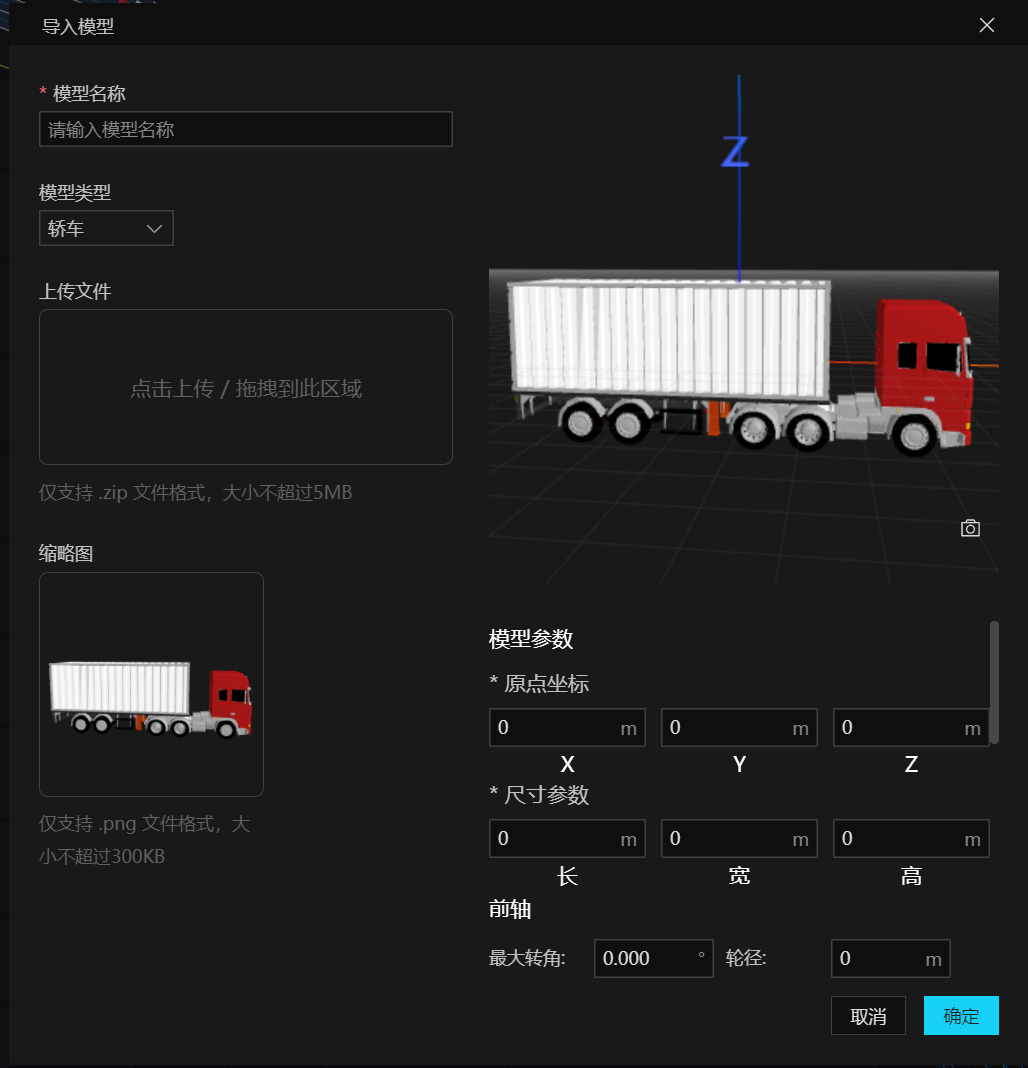 导入模型
* 模型名称
请输入模型名称
模型类型
轿车
上传文件
点击上传 / 拖拽到此区域
仅支持 .zip 文件格式，大小不超过5MB
缩略图
仅支持 .png 文件格式，大
小不超过300KB
Z
模型参数
* 原点坐标
0 m 0 m 0 m
X Y Z
* 尺寸参数
0 m 0 m 0 m
长 宽 高
前轴
最大转角: 0.000 ° 轮径: 0 m
取消 确定